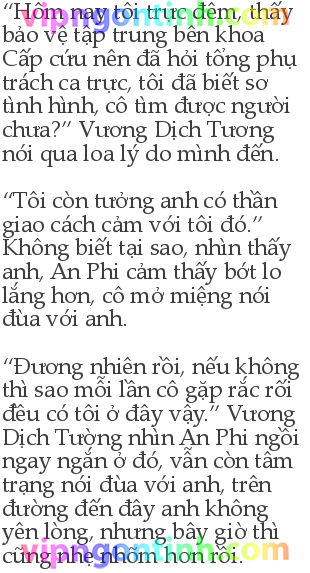 “Hôm nay tôi trực đêm, thấy
bảo vệ tập trung bên khoa
Cấp cứu nên đã hỏi tổng phụ
trách ca trực, tôi đã biết sơ
tình hình, cô tìm được người
chưa?” Vương Dịch Tương
nói qua loa lý do mình đến.
“Tôi còn tưởng anh có thần
giao cách cảm với tôi đó.”
Không biết tại sao, nhìn thấy
anh, An Phi cảm thấy bớt lo
lắng hơn, cô mở miệng nói
đùa với anh.
“Đương nhiên rồi, nếu không
thì sao mỗi lần cô gặp rắc rối
đều có tôi ở đây vậy.” Vương
Dịch Tường nhìn An Phi ngồi
ngay ngắn ở đó, vẫn còn tâm
trạng nói đùa với anh, trên
đường đến đây anh không
yên lòng, nhưng bây giờ thì
cũng nhẹ nhõm hơn rồi.